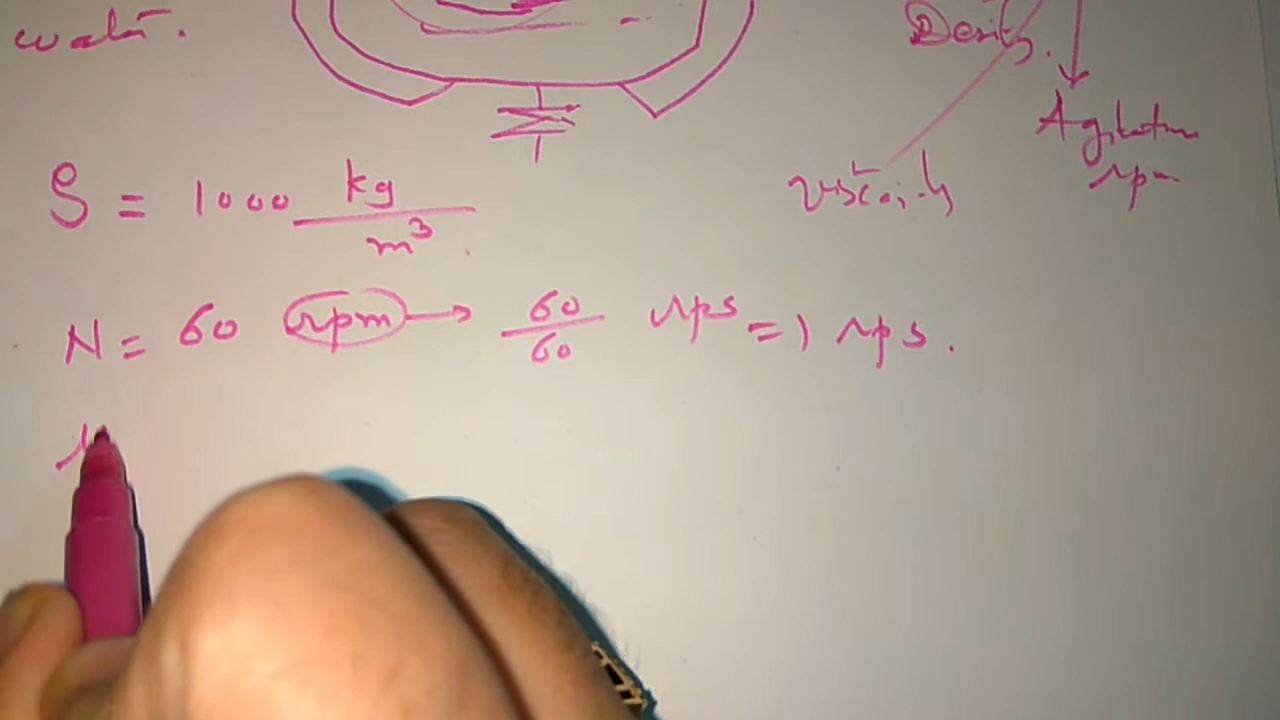 water.
Density.
Agitator
rpm
viscosity
ρ = 1000 kg/m³.
N = 60 rpm → 60/60 rps = 1 rps.
μ